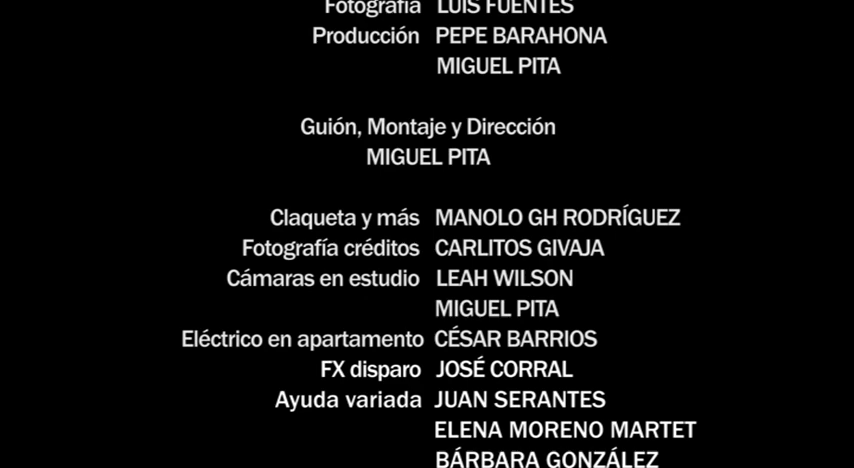 Fotografía LUIS FUENTES
Producción PEPE BARAHONA
MIGUEL PITA
Guión, Montaje y Dirección
MIGUEL PITA
Claqueta y más MANOLO GH RODRÍGUEZ
Fotografía créditos CARLITOS GIVAJA
Cámaras en estudio LEAH WILSON
MIGUEL PITA
Eléctrico en apartamento CÉSAR BARRIOS
FX disparo JOSÉ CORRAL
Ayuda variada JUAN SERANTES
ELENA MORENO MARTET
BÁRBARA GONZÁLEZ